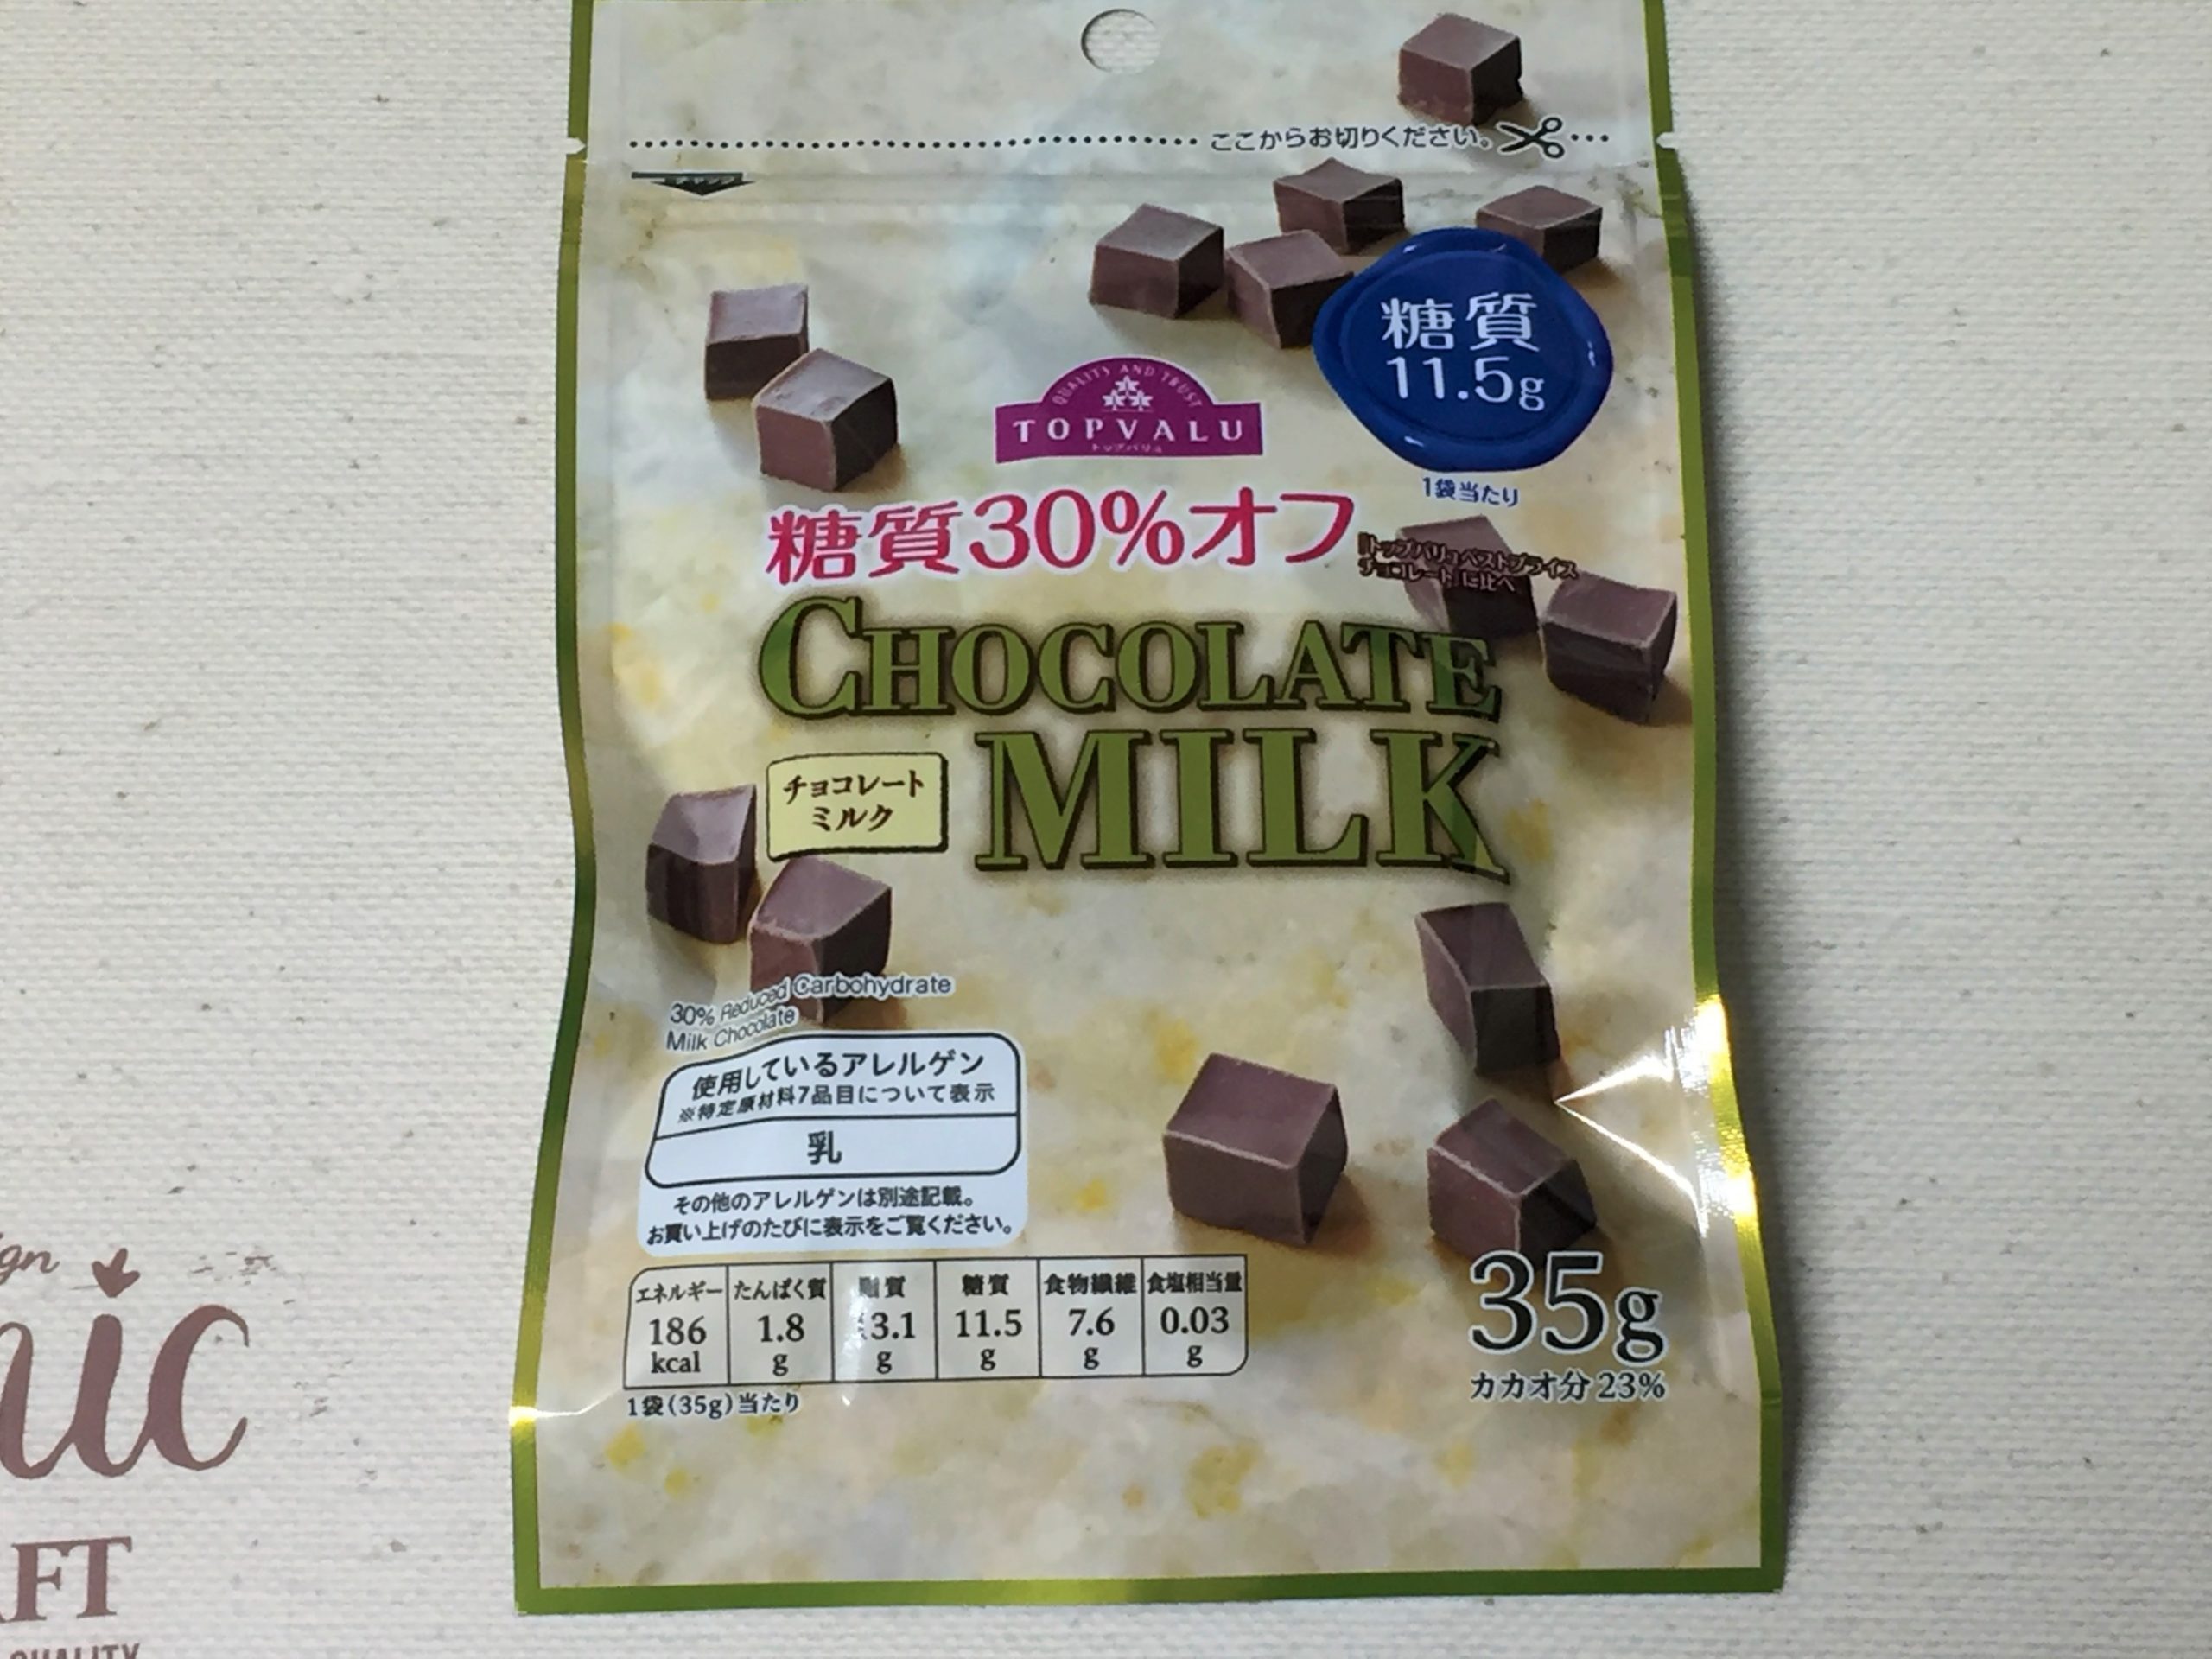 ここからお切りください。
チャック
糖質
11.5g
1袋当たり
QUALITY AND TRUST
TOPVALU
トップバリュ
糖質30%オフ
「トップバリュベストプライス
チョコレート」に比べ
CHOCOLATE
MILK
チョコレート
ミルク
30% Reduced Carbohydrate
Milk Chocolate
使用しているアレルゲン
※特定原材料7品目について表示
乳
その他のアレルゲンは別途記載。
お買い上げのたびに表示をご覧ください。
エネルギー たんぱく質 脂質 糖質 食物繊維 食塩相当量
186 1.8 3.1 11.5 7.6 0.03
kcal g g g g g
1袋(35g)当たり
35g
カカオ分23%
QUALITY